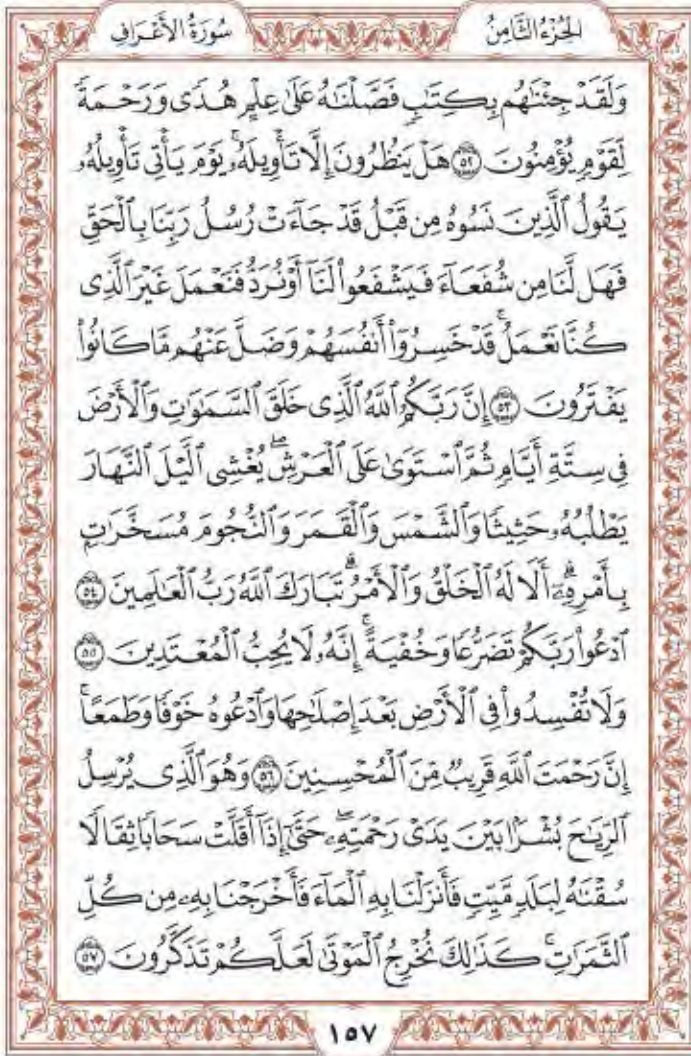 سُورَةُ الأَعْرَافِ الجُزْءُ الثَّامِنُ
وَلَقَدْ جِئْنَٰهُم بِكِتَٰبٍ فَصَّلْنَٰهُ عَلَىٰ عِلْمٍ هُدًى وَرَحْمَةً
لِّقَوْمٍ يُؤْمِنُونَ ٥٢ هَلْ يَنظُرُونَ إِلَّا تَأْوِيلَهُۥ ۚ يَوْمَ يَأْتِى تَأْوِيلُهُۥ
يَقُولُ ٱلَّذِينَ نَسُوهُ مِن قَبْلُ قَدْ جَآءَتْ رُسُلُ رَبِّنَا بِٱلْحَقِّ
فَهَل لَّنَا مِن شُفَعَآءَ فَيَشْفَعُوا۟ لَنَآ أَوْ نُرَدُّ فَنَعْمَلَ غَيْرَ ٱلَّذِى
كُنَّا نَعْمَلُ ۚ قَدْ خَسِرُوٓا۟ أَنفُسَهُمْ وَضَلَّ عَنْهُم مَّا كَانُوا۟
يَفْتَرُونَ ٥٣ إِنَّ رَبَّكُمُ ٱللَّهُ ٱلَّذِى خَلَقَ ٱلسَّمَٰوَٰتِ وَٱلْأَرْضَ
فِى سِتَّةِ أَيَّامٍ ثُمَّ ٱسْتَوَىٰ عَلَى ٱلْعَرْشِ ۖ يُغْشِى ٱلَّيْلَ ٱلنَّهَارَ
يَطْلُبُهُۥ حَثِيثًا وَٱلشَّمْسَ وَٱلْقَمَرَ وَٱلنُّجُومَ مُسَخَّرَٰتٍۭ
بِأَمْرِهِۦٓ ۗ أَلَا لَهُ ٱلْخَلْقُ وَٱلْأَمْرُ ۗ تَبَارَكَ ٱللَّهُ رَبُّ ٱلْعَٰلَمِينَ ٥٤
ٱدْعُوا۟ رَبَّكُمْ تَضَرُّعًا وَخُفْيَةً ۚ إِنَّهُۥ لَا يُحِبُّ ٱلْمُعْتَدِينَ ٥٥
وَلَا تُفْسِدُوا۟ فِى ٱلْأَرْضِ بَعْدَ إِصْلَٰحِهَا وَٱدْعُوهُ خَوْفًا وَطَمَعًا ۚ
إِنَّ رَحْمَتَ ٱللَّهِ قَرِيبٌ مِّنَ ٱلْمُحْسِنِينَ ٥٦ وَهُوَ ٱلَّذِى يُرْسِلُ
ٱلرِّيَٰحَ بُشْرًۢا بَيْنَ يَدَىْ رَحْمَتِهِۦ ۖ حَتَّىٰٓ إِذَآ أَقَلَّتْ سَحَابًا ثِقَالًا
سُقْنَٰهُ لِبَلَدٍ مَّيِّتٍ فَأَنزَلْنَا بِهِ ٱلْمَآءَ فَأَخْرَجْنَا بِهِۦ مِن كُلِّ
ٱلثَّمَرَٰتِ ۚ كَذَٰلِكَ نُخْرِجُ ٱلْمَوْتَىٰ لَعَلَّكُمْ تَذَكَّرُونَ ٥٧
١٥٧